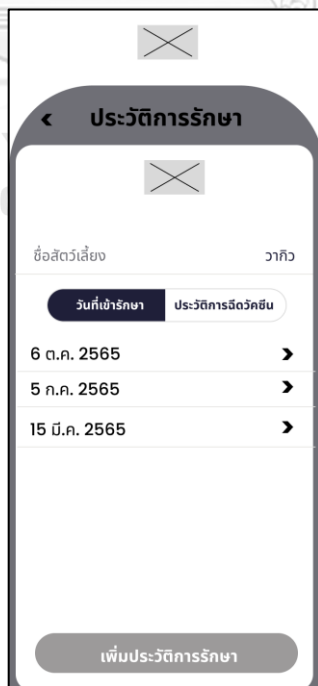 ประวัติการรักษา
ชื่อสัตว์เลี้ยง วากิว
วันที่เข้ารักษา ประวัติการฉีดวัคซีน
6 ต.ค. 2565
5 ก.ค. 2565
15 มี.ค. 2565
เพิ่มประวัติการรักษา